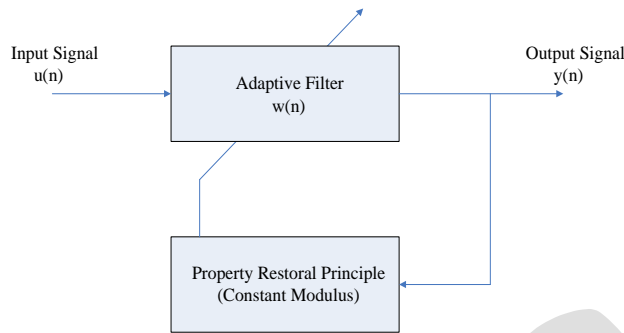 Input Signal
u(n)
Adaptive Filter
w(n)
Output Signal
y(n)
Property Restoral Principle
(Constant Modulus)